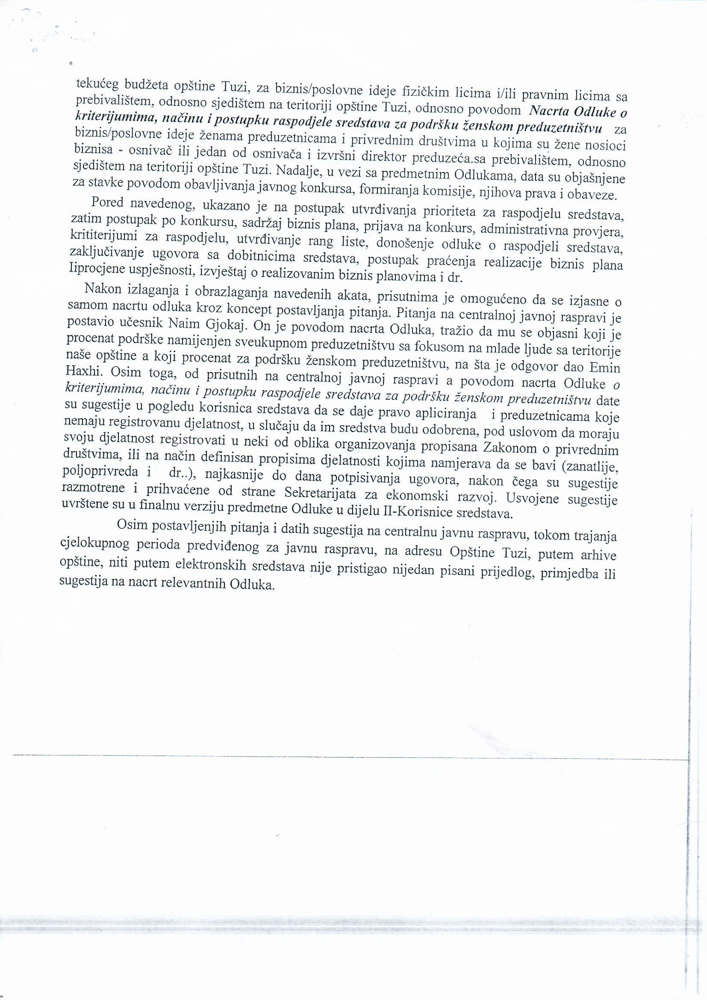 tekućeg budžeta opštine Tuzi, za biznis/poslovne ideje fizičkim licima i/ili pravnim licima sa
prebivalištem, odnosno sjedištem na teritoriji opštine Tuzi, odnosno povodom Nacrta Odluke o
kriterijumima, načinu i postupku raspodjele sredstava za podršku ženskom preduzetništvu za
biznis/poslovne ideje ženama preduzetnicama i privrednim društvima u kojima su žene nosioci
biznisa - osnivač ili jedan od osnivača i izvršni direktor preduzeća.sa prebivalištem, odnosno
sjedištem na teritoriji opštine Tuzi. Nadalje, u vezi sa predmetnim Odlukama, data su objašnjene
za stavke povodom obavljivanja javnog konkursa, formiranja komisije, njihova prava i obaveze.
Pored navedenog, ukazano je na postupak utvrđivanja prioriteta za raspodjelu sredstava,
zatim postupak po konkursu, sadržaj biznis plana, prijava na konkurs, administrativna provjera,
krititerijumi za raspodjelu, utvrđivanje rang liste, donošenje odluke o raspodjeli sredstava,
zaključivanje ugovora sa dobitnicima sredstava, postupak praćenja realizacije biznis plana
Iiprocjene uspješnosti, izvještaj o realizovanim biznis planovima i dr.
Nakon izlaganja i obrazlaganja navedenih akata, prisutnima je omogućeno da se izjasne o
samom nacrtu odluka kroz koncept postavljanja pitanja. Pitanja na centralnoj javnoj raspravi je
postavio učesnik Naim Gjokaj. On je povodom nacrta Odluka, tražio da mu se objasni koji je
procenat podrške namijenjen sveukupnom preduzetništvu sa fokusom na mlade ljude sa teritorije
naše opštine a koji procenat za podršku ženskom preduzetništvu, na šta je odgovor dao Emin
Haxhi. Osim toga, od prisutnih na centralnoj javnoj raspravi a povodom nacrta Odluke o
kriterijumima, načinu i postupku raspodjele sredstava za podršku ženskom preduzetništvu date
su sugestije u pogledu korisnica sredstava da se daje pravo apliciranja i preduzetnicama koje
nemaju registrovanu djelatnost, u slučaju da im sredstva budu odobrena, pod uslovom da moraju
svoju djelatnost registrovati u neki od oblika organizovanja propisana Zakonom o privrednim
društvima, ili na način definisan propisima djelatnosti kojima namjerava da se bavi (zanatlije,
poljoprivreda i dr..), najkasnije do dana potpisivanja ugovora, nakon čega su sugestije
razmotrene i prihvaćene od strane Sekretarijata za ekonomski razvoj. Usvojene sugestije
uvrštene su u finalnu verziju predmetne Odluke u dijelu II-Korisnice sredstava.
Osim postavljenjih pitanja i datih sugestija na centralnu javnu raspravu, tokom trajanja
cjelokupnog perioda predviđenog za javnu raspravu, na adresu Opštine Tuzi, putem arhive
opštine, niti putem elektronskih sredstava nije pristigao nijedan pisani prijedlog, primjedba ili
sugestija na nacrt relevantnih Odluka.